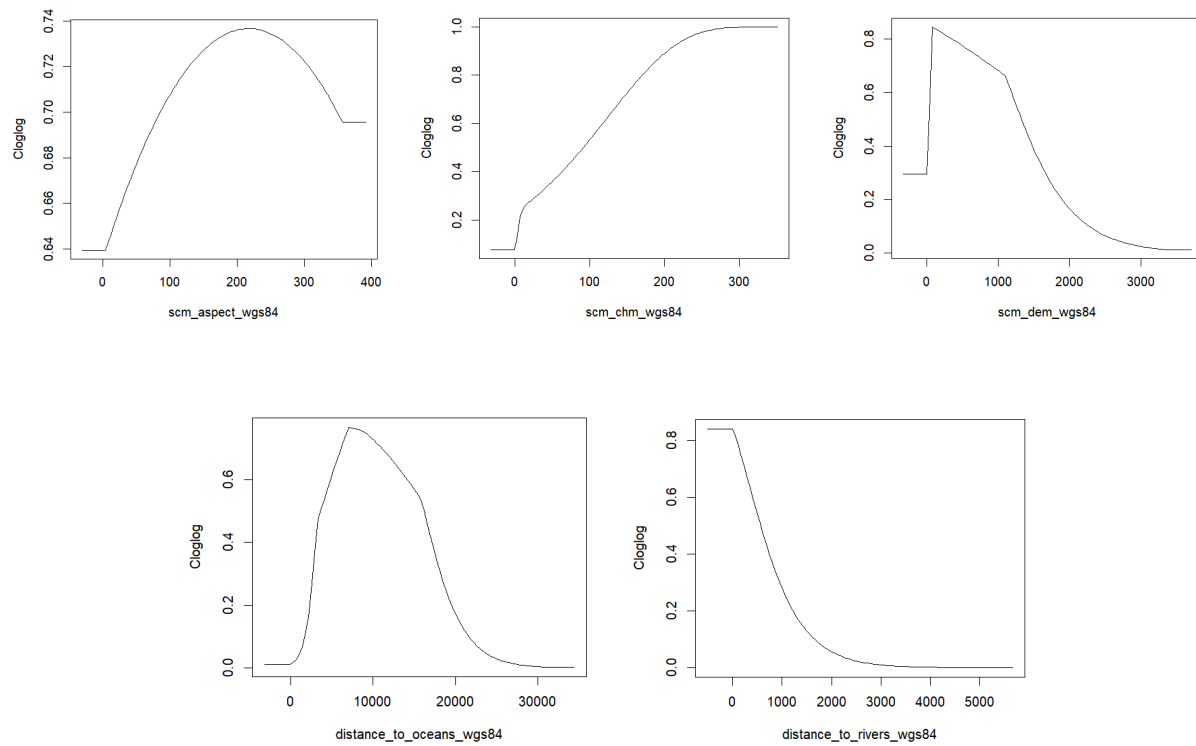 Cloglog
0.64 0.66 0.68 0.70 0.72 0.74
0 100 200 300 400
scm_aspect_wgs84
Cloglog
0.2 0.4 0.6 0.8 1.0
0 100 200 300
scm_chm_wgs84
Cloglog
0.0 0.2 0.4 0.6 0.8
0 1000 2000 3000
scm_dem_wgs84
Cloglog
0.0 0.2 0.4 0.6
0 10000 20000 30000
distance_to_oceans_wgs84
Cloglog
0.0 0.2 0.4 0.6 0.8
0 1000 2000 3000 4000 5000
distance_to_rivers_wgs84